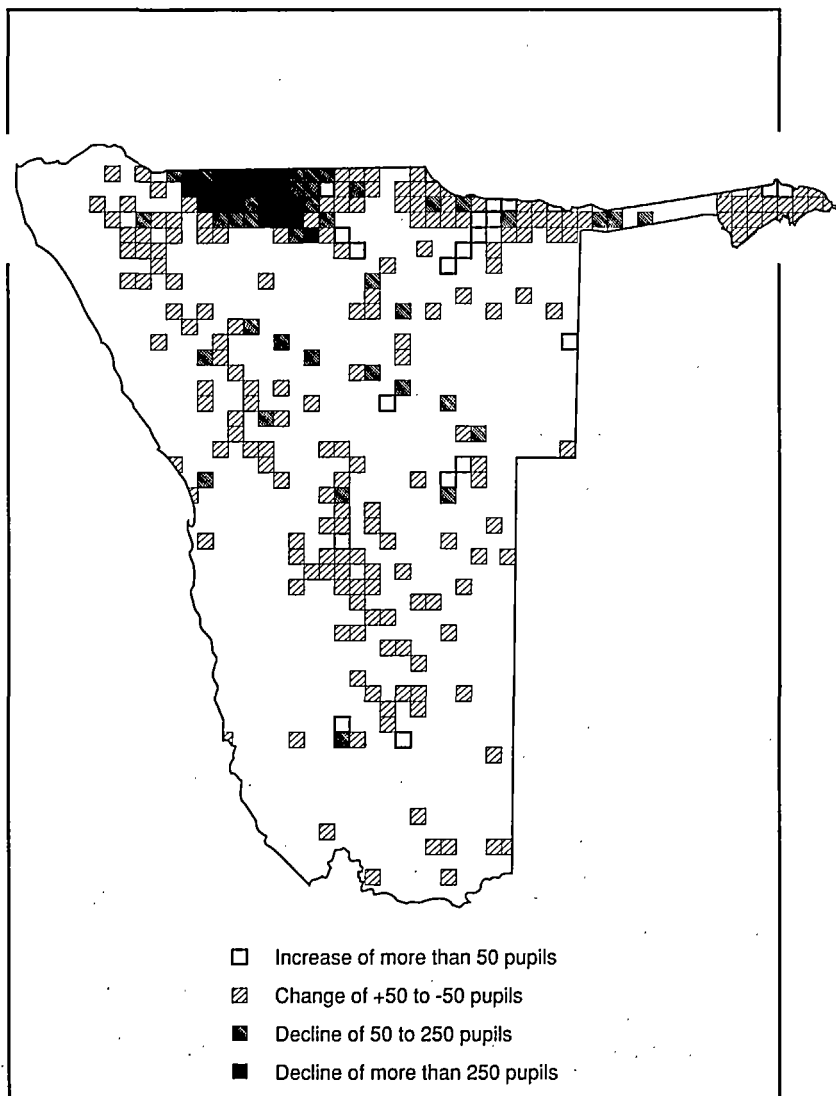 Increase of more than 50 pupils
Change of +50 to -50 pupils
Decline of 50 to 250 pupils
Decline of more than 250 pupils